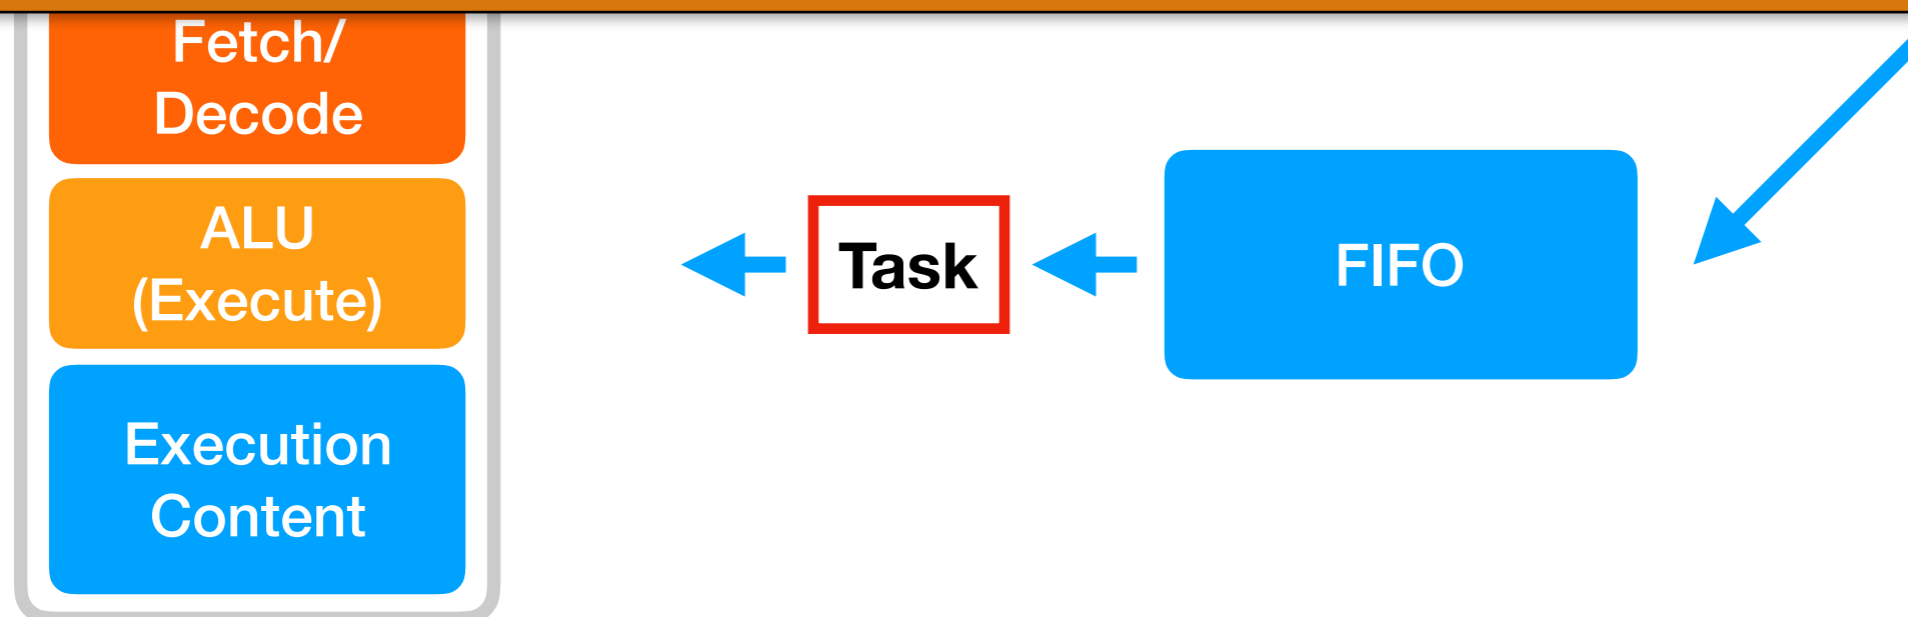 Fetch/
Decode
ALU
(Execute)
Execution
Content
Task
FIFO